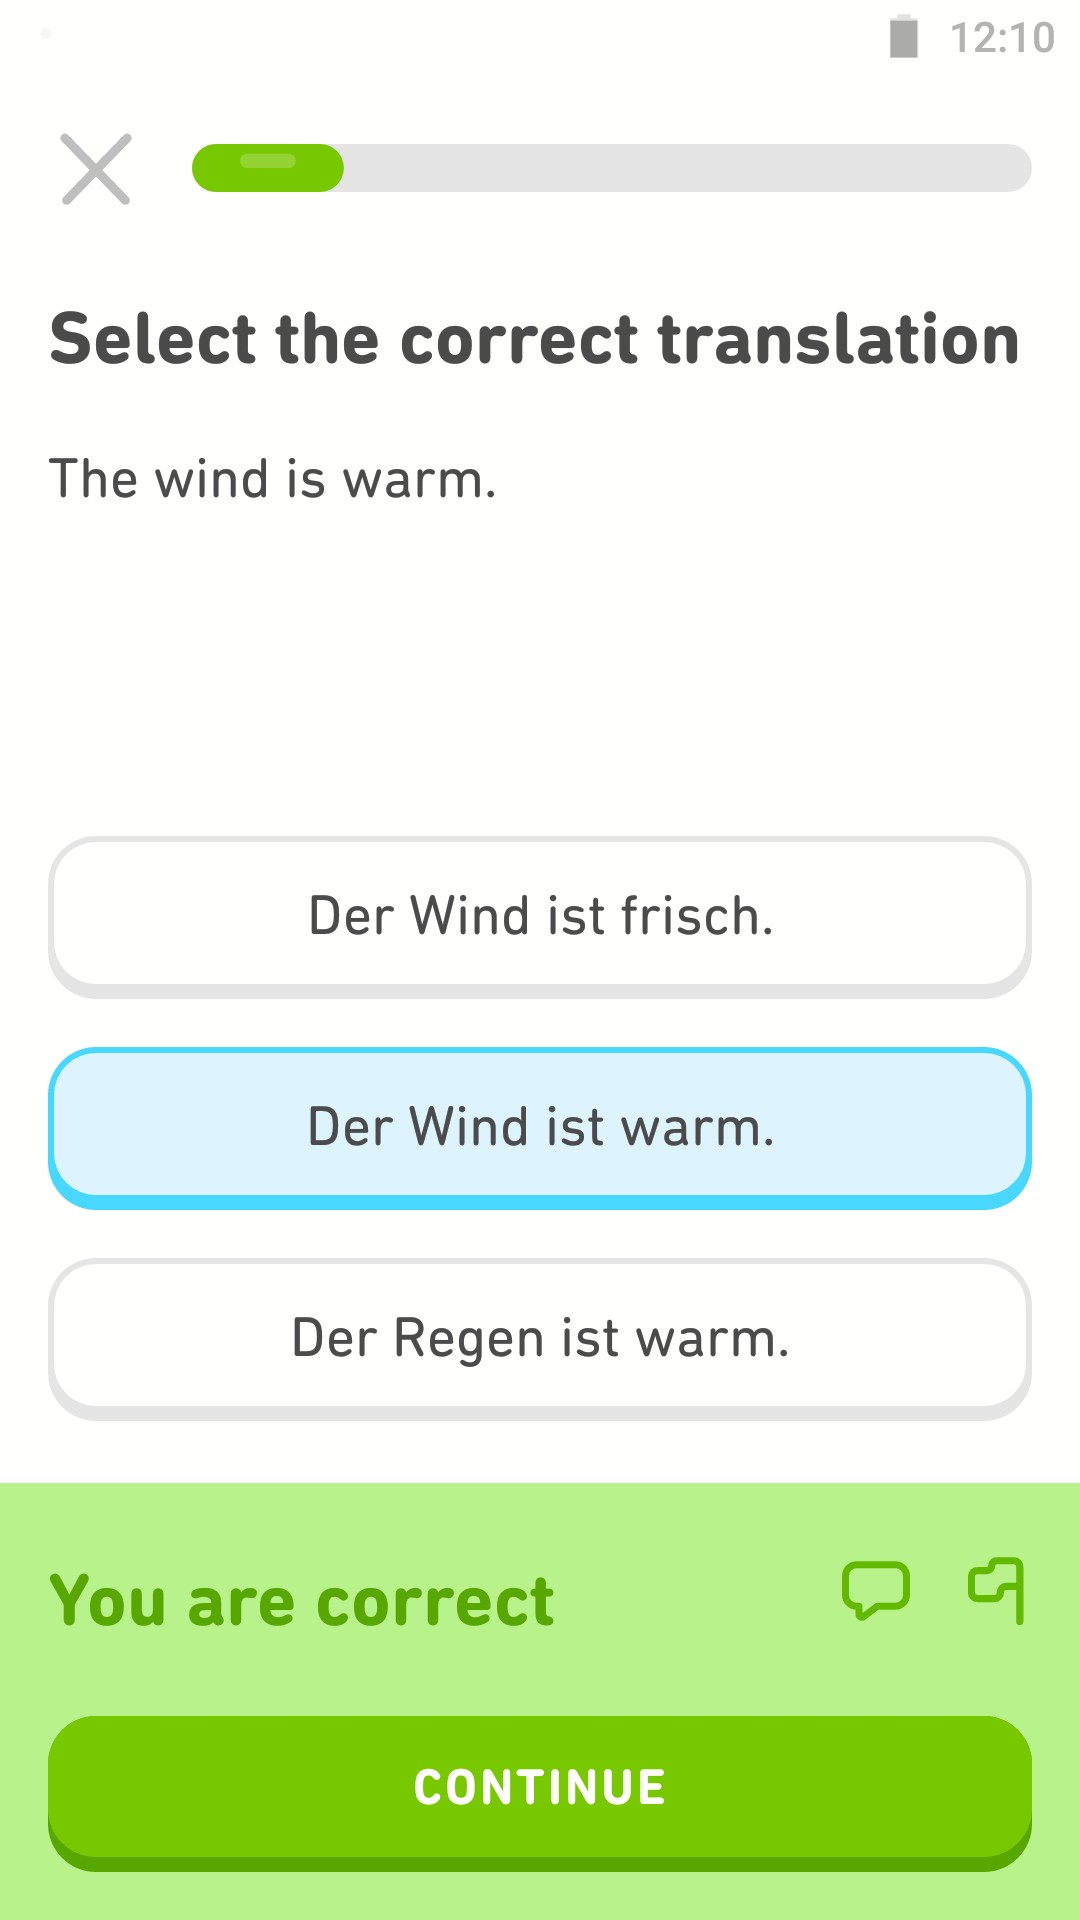 12:10
Select the correct translation
The wind is warm.
Der Wind ist frisch.
Der Wind ist warm.
Der Regen ist warm.
You are correct
CONTINUE